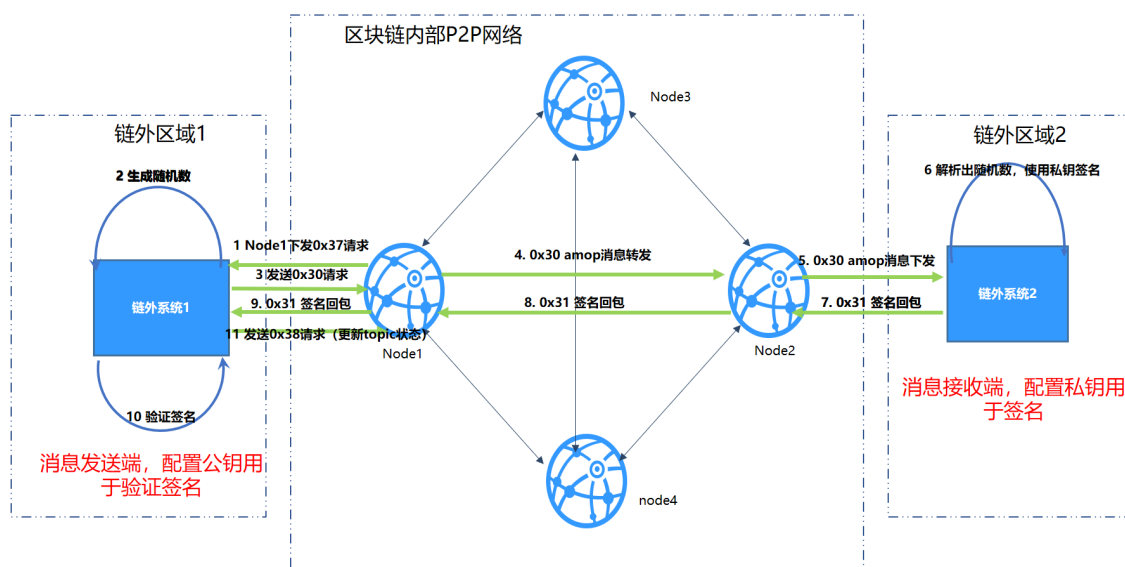 区块链内部P2P网络
Node3
链外区域1
链外区域2
2 生成随机数
6 解析出随机数，使用私钥签名
1 Node1下发0x37请求
4. 0x30 amop消息转发
5. 0x30 amop消息下发
3 发送0x30请求
链外系统1
9. 0x31 签名回包
8. 0x31 签名回包
7. 0x31 签名回包
链外系统2
11 发送0x38请求（更新topic状态）
Node1
Node2
10 验证签名
消息接收端，配置私钥用
于签名
消息发送端，配置公钥用
于验证签名
node4